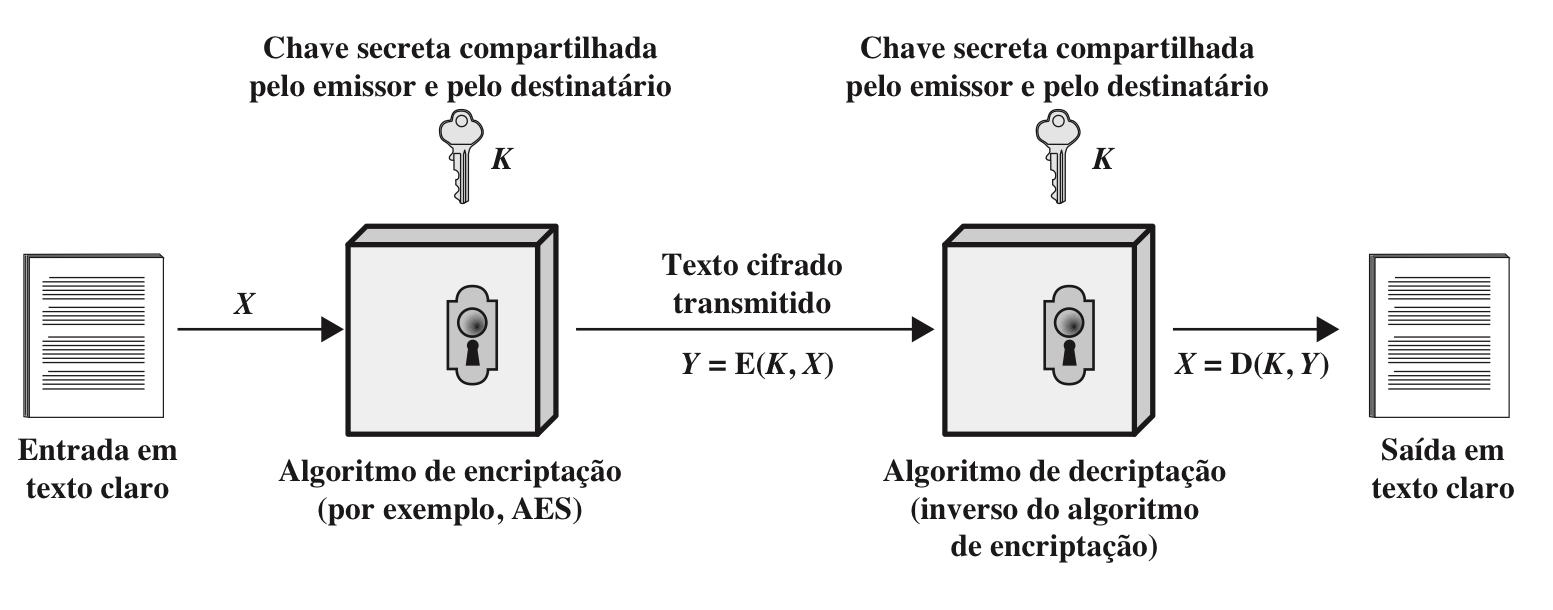 Chave secreta compartilhada
pelo emissor e pelo destinatário
K
Chave secreta compartilhada
pelo emissor e pelo destinatário
K
X
Texto cifrado
transmitido
Y = E(K, X)
X = D(K, Y)
Entrada em
texto claro
Algoritmo de encriptação
(por exemplo, AES)
Algoritmo de decriptação
(inverso do algoritmo
de encriptação)
Saída em
texto claro